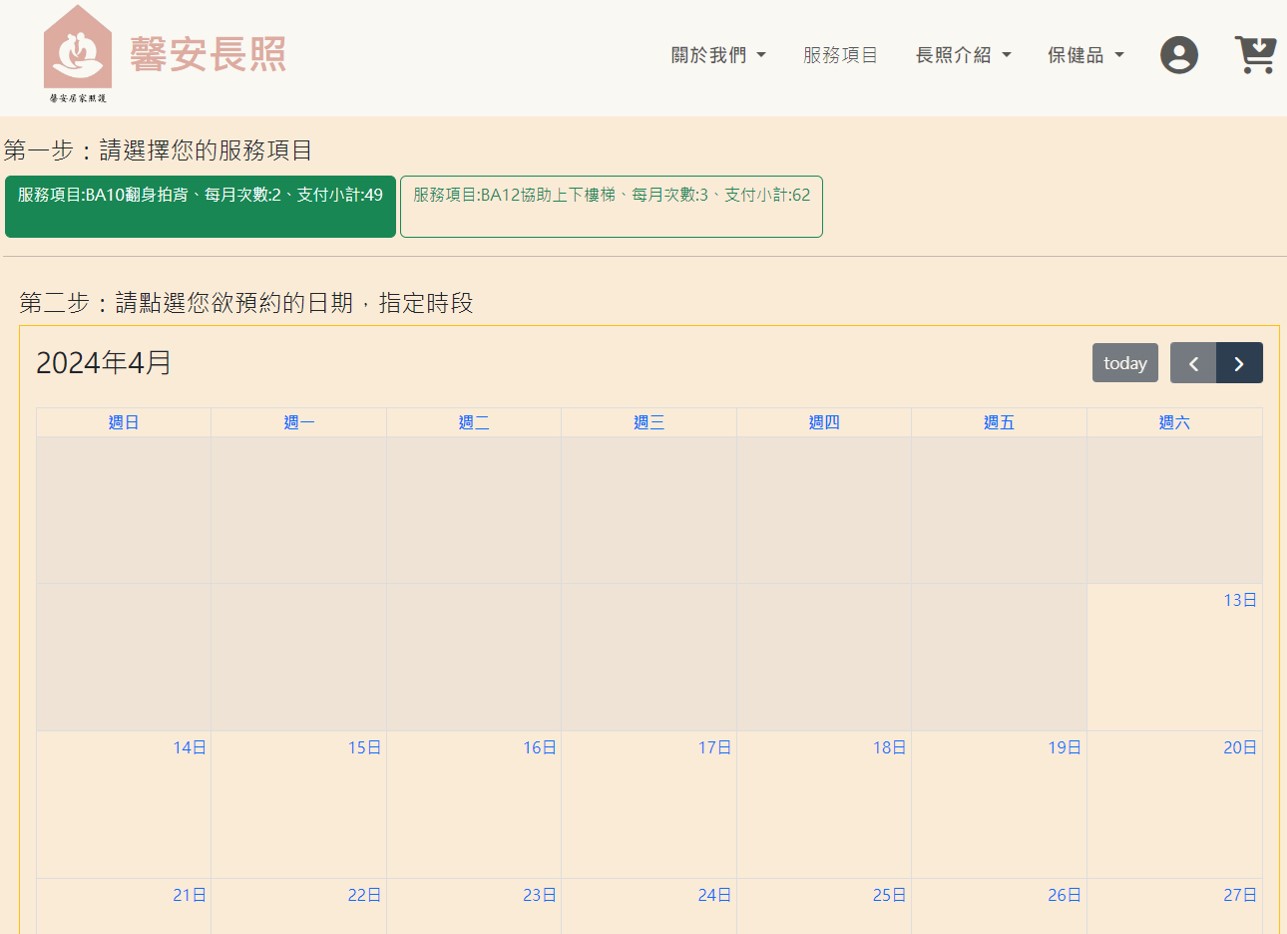 馨安長照
馨安居家照護
關於我們
服務項目
長照介紹
保健品
第一步：請選擇您的服務項目
服務項目:BA10翻身拍背、每月次數:2、支付小計:49
服務項目:BA12協助上下樓梯、每月次數:3、支付小計:62
第二步：請點選您欲預約的日期，指定時段
2024年4月
today
週日 週一 週二 週三 週四 週五 週六
13日
14日 15日 16日 17日 18日 19日 20日
21日 22日 23日 24日 25日 26日 27日